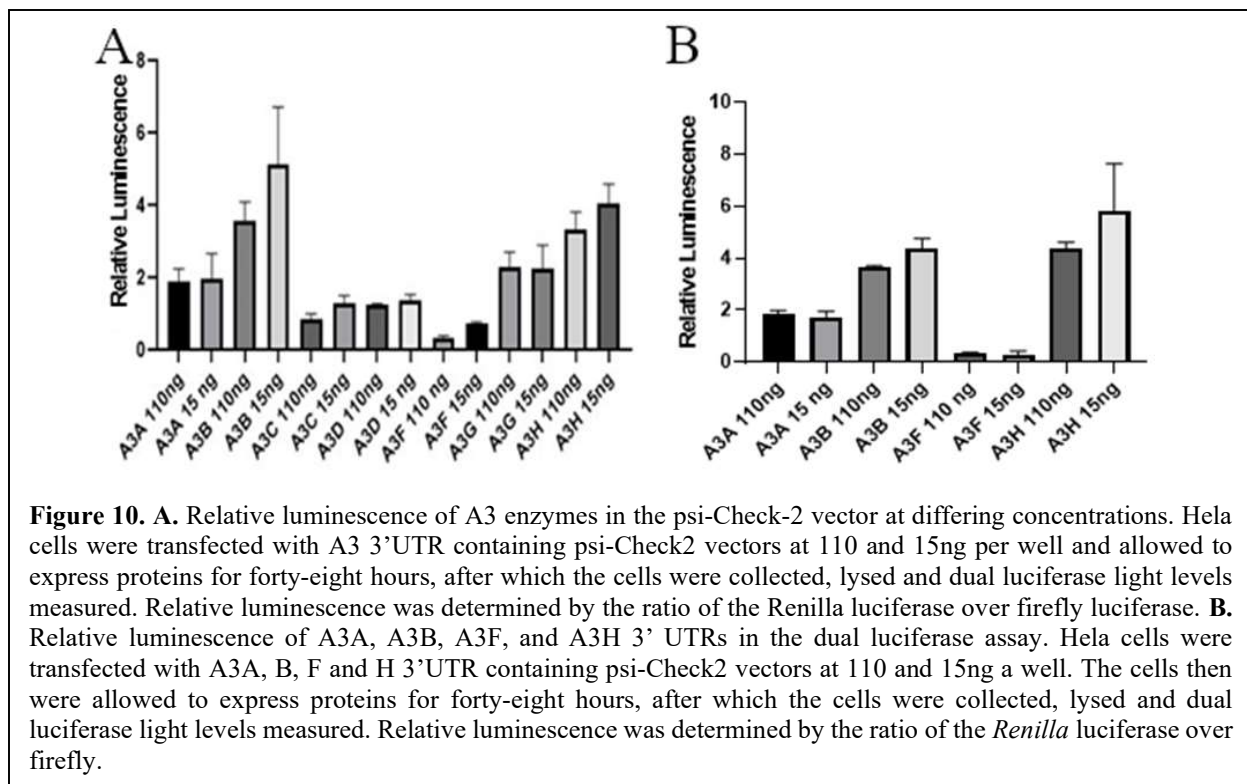 A
B
8
6
4
2
0
Relative Luminescence
A3A 110ng
A3A 15 ng
A3B 110ng
A3B 15ng
A3C 110ng
A3C 15ng
A3D 110ng
A3D 15 ng
A3F 110 ng
A3F 15ng
A3G 110ng
A3G 15ng
A3H 110ng
A3H 15ng
10
8
6
4
2
0
Relative Luminescence
A3A 110ng
A3A 15ng
A3B 110ng
A3B 15ng
A3F 110 ng
A3F 15ng
A3H 110ng
A3H 15ng
Figure 10. A. Relative luminescence of A3 enzymes in the psi-Check-2 vector at differing concentrations. Hela
cells were transfected with A3 3’UTR containing psi-Check2 vectors at 110 and 15ng per well and allowed to
express proteins for forty-eight hours, after which the cells were collected, lysed and dual luciferase light levels
measured. Relative luminescence was determined by the ratio of the Renilla luciferase over firefly luciferase. B.
Relative luminescence of A3A, A3B, A3F, and A3H 3’ UTRs in the dual luciferase assay. Hela cells were
transfected with A3A, B, F and H 3’UTR containing psi-Check2 vectors at 110 and 15ng a well. The cells then
were allowed to express proteins for forty-eight hours, after which the cells were collected, lysed and dual
luciferase light levels measured. Relative luminescence was determined by the ratio of the Renilla luciferase over
firefly.